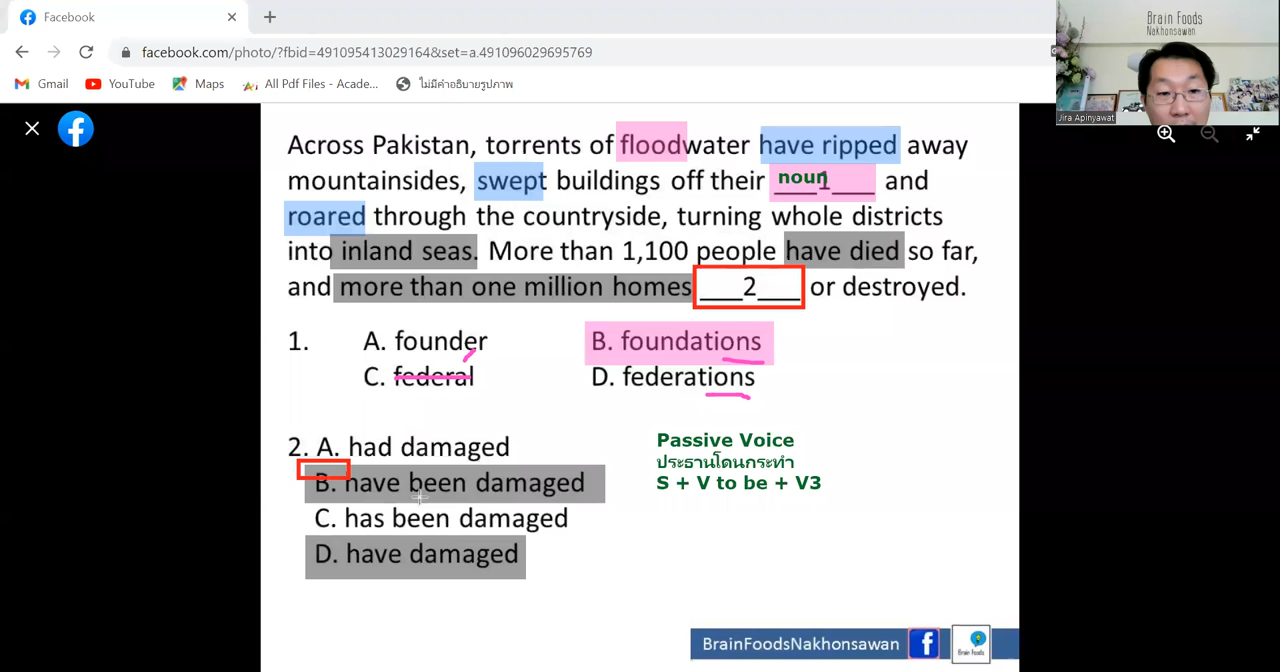 Facebook
facebook.com/photo/?fbid=491095413029164&set=a.491096029695769
Gmail YouTube Maps All Pdf Files - Acade... ไม่มีคำอธิบายรูปภาพ
Brain Foods
Nakhonsawan
Jira Apinyawat
Across Pakistan, torrents of floodwater have ripped away
mountainsides, swept buildings off their noun ___1___ and
roared through the countryside, turning whole districts
into inland seas. More than 1,100 people have died so far,
and more than one million homes ___2___ or destroyed.
1. A. founder B. foundations
C. federal D. federations
2. A. had damaged
B. have been damaged
C. has been damaged
D. have damaged
Passive Voice
ประธานโดนกระทำ
S + V to be + V3
BrainFoodsNakhonsawan
Brain Foods